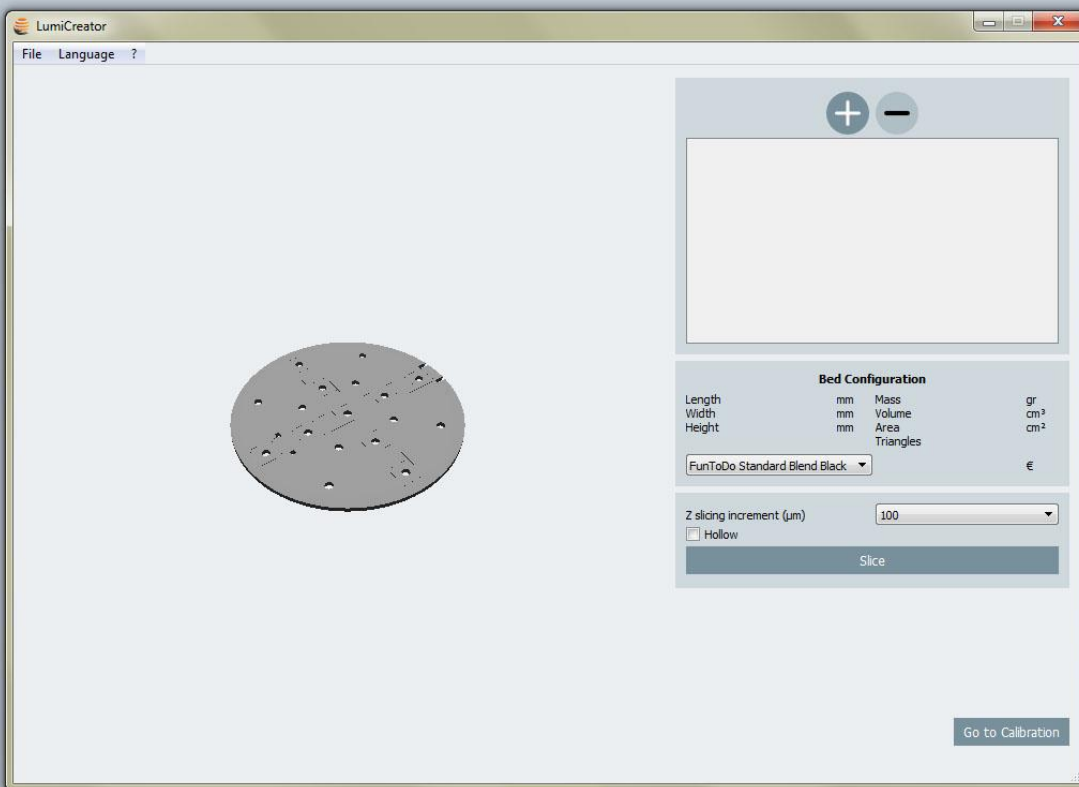 LumiCreator
File Language ?
Bed Configuration
Length mm Mass gr
Width mm Volume cm³
Height mm Area cm²
Triangles
FunToDo Standard Blend Black €
Z slicing increment (µm) 100
Hollow
Slice
Go to Calibration